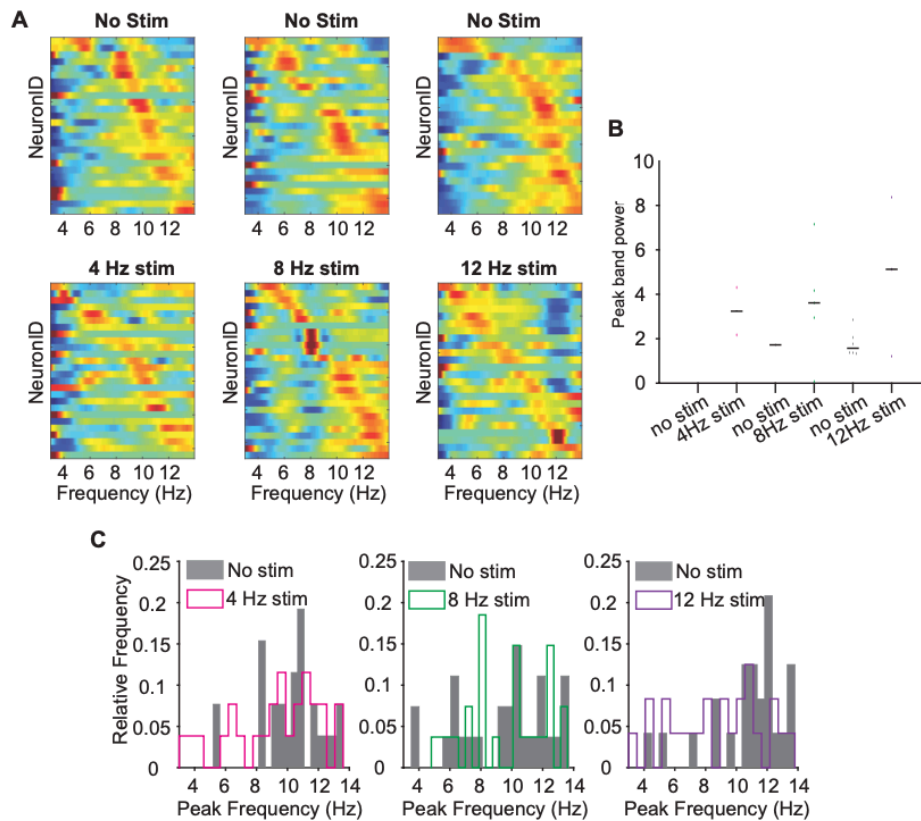 A
No Stim
No Stim
No Stim
NeuronID
NeuronID
NeuronID
4 6 8 10 12
4 6 8 10 12
4 6 8 10 12
4 Hz stim
8 Hz stim
12 Hz stim
NeuronID
NeuronID
NeuronID
4 6 8 10 12
4 6 8 10 12
4 6 8 10 12
Frequency (Hz)
Frequency (Hz)
Frequency (Hz)
B
Peak band power
10
8
6
4
2
0
no stim
4Hz stim
no stim
8Hz stim
no stim
12Hz stim
C
Relative Frequency
0.25
0.2
0.15
0.1
0.05
0
No stim
4 Hz stim
4 6 8 10 12 14
Peak Frequency (Hz)
0.25
0.2
0.15
0.1
0.05
0
No stim
8 Hz stim
4 6 8 10 12 14
Peak Frequency (Hz)
0.25
0.2
0.15
0.1
0.05
0
No stim
12 Hz stim
4 6 8 10 12 14
Peak Frequency (Hz)